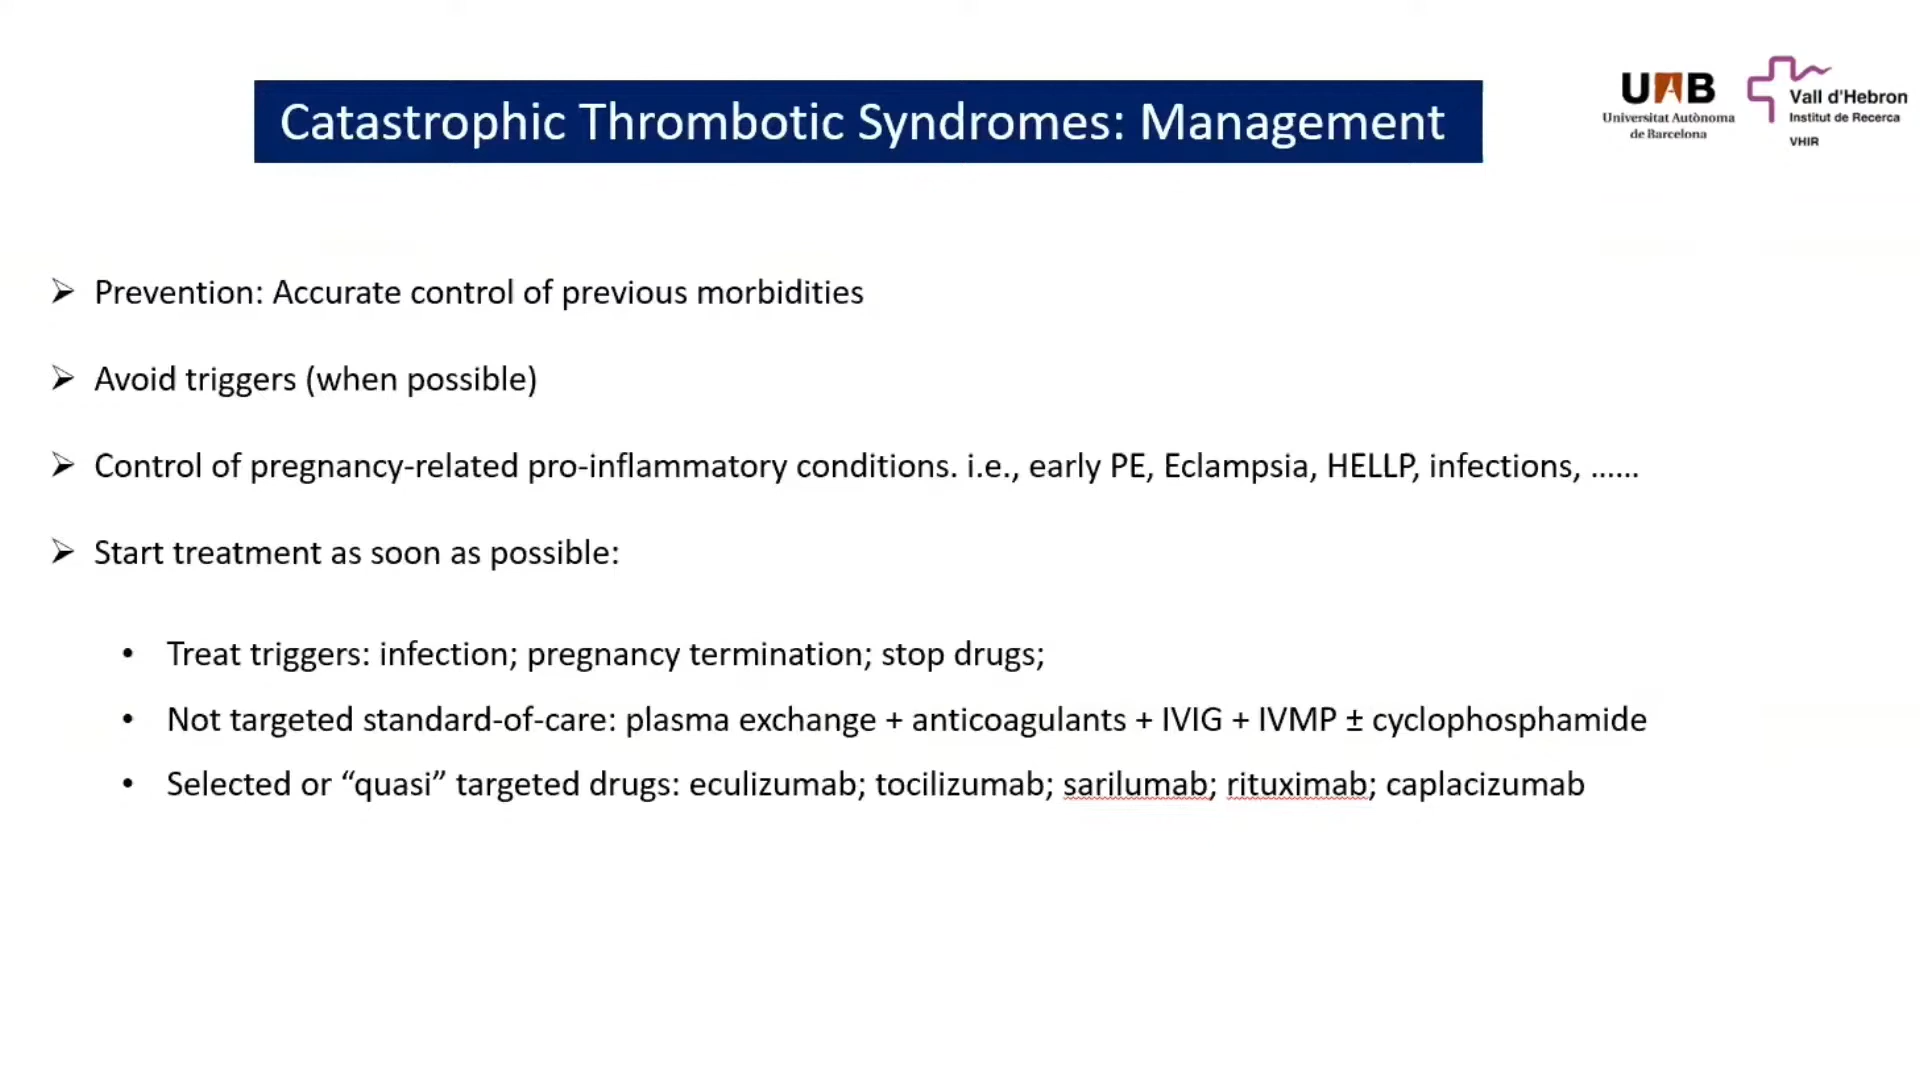 Catastrophic Thrombotic Syndromes: Management
UAB
Universitat Autònoma
de Barcelona
Vall d'Hebron
Institut de Recerca
VHIR
➢ Prevention: Accurate control of previous morbidities
➢ Avoid triggers (when possible)
➢ Control of pregnancy-related pro-inflammatory conditions. i.e., early PE, Eclampsia, HELLP, infections, ......
➢ Start treatment as soon as possible:
• Treat triggers: infection; pregnancy termination; stop drugs;
• Not targeted standard-of-care: plasma exchange + anticoagulants + IVIG + IVMP ± cyclophosphamide
• Selected or “quasi” targeted drugs: eculizumab; tocilizumab; sarilumab; rituximab; caplacizumab